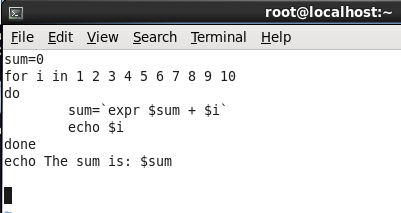 root@localhost:~
File Edit View Search Terminal Help
sum=0
for i in 1 2 3 4 5 6 7 8 9 10
do
        sum=`expr $sum + $i`
        echo $i
done
echo The sum is: $sum
~